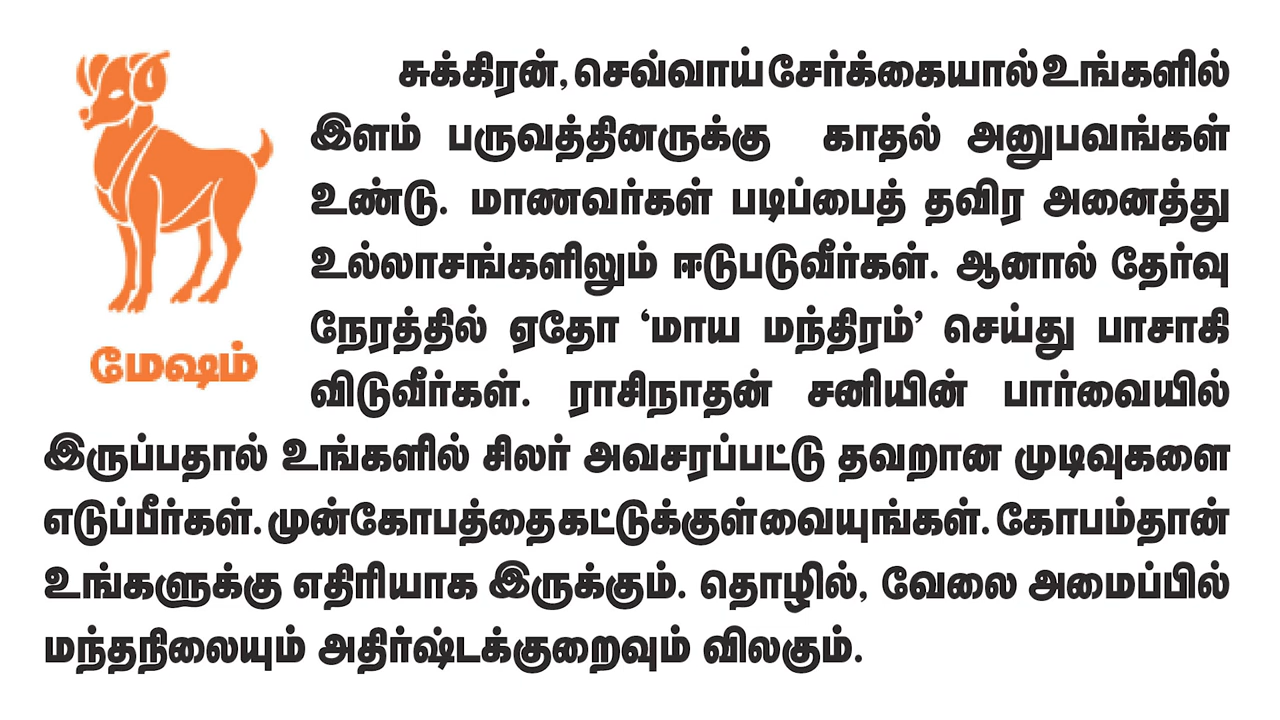 சுக்கிரன், செவ்வாய் சேர்க்கையால் உங்களில்
இளம் பருவத்தினருக்கு காதல் அனுபவங்கள்
உண்டு. மாணவர்கள் படிப்பைத் தவிர அனைத்து
உல்லாசங்களிலும் ஈடுபடுவீர்கள். ஆனால் தேர்வு
நேரத்தில் ஏதோ ‘மாய மந்திரம்’ செய்து பாசாகி
விடுவீர்கள். ராசிநாதன் சனியின் பார்வையில்
மேஷம்
இருப்பதால் உங்களில் சிலர் அவசரப்பட்டு தவறான முடிவுகளை
எடுப்பீர்கள். முன்கோபத்தை கட்டுக்குள் வையுங்கள். கோபம்தான்
உங்களுக்கு எதிரியாக இருக்கும். தொழில், வேலை அமைப்பில்
மந்தநிலையும் அதிர்ஷ்டக்குறைவும் விலகும்.